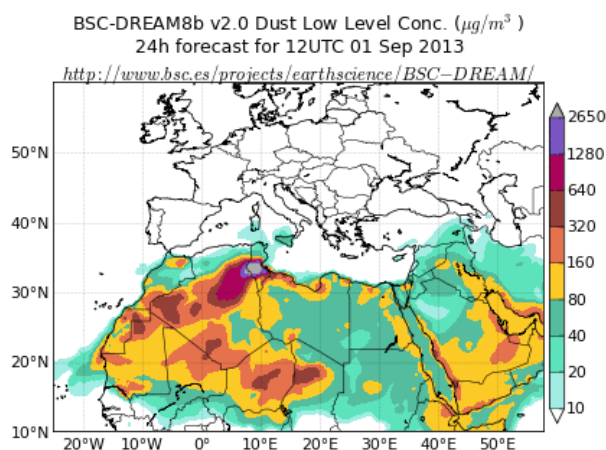 BSC-DREAM8b v2.0 Dust Low Level Conc. (μg/m³ )
24h forecast for 12UTC 01 Sep 2013
http://www.bsc.es/projects/earthscience/BSC−DREAM/
2650
50°N
1280
640
40°N
320
160
30°N
80
40
20°N
20
10
10°N
20°W 10°W 0° 10°E 20°E 30°E 40°E 50°E